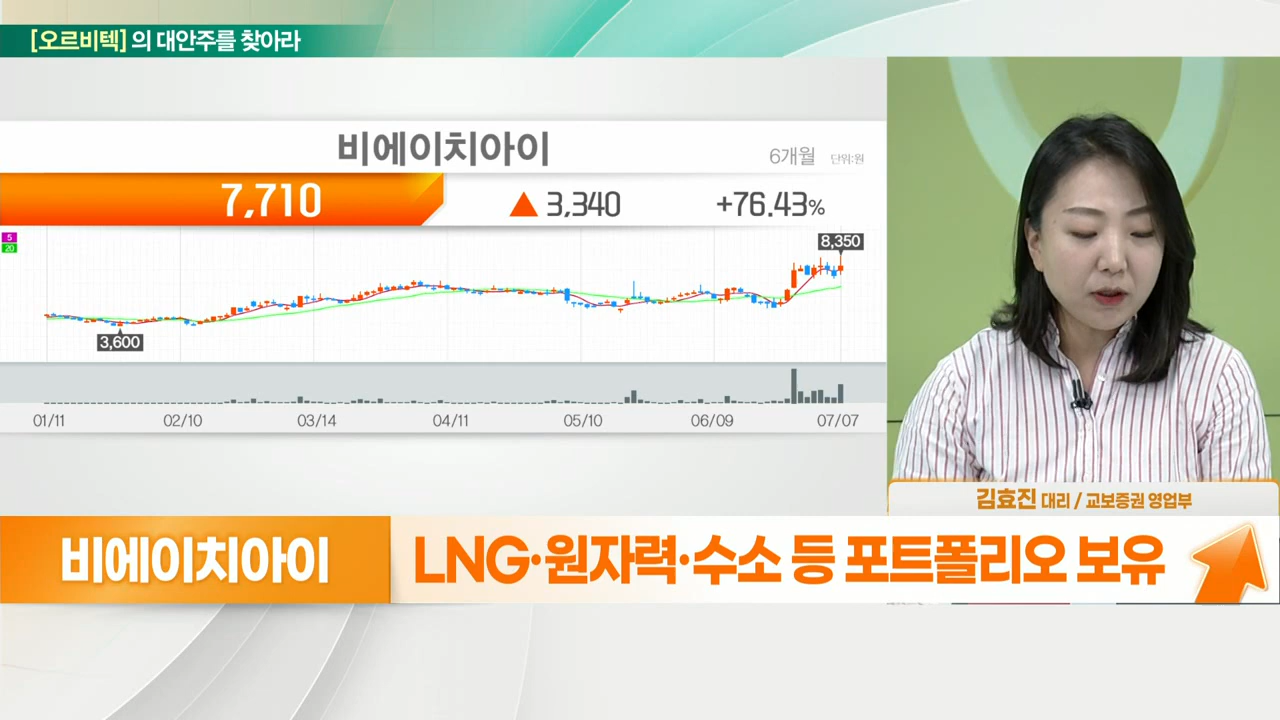 [오르비텍] 의 대안주를 찾아라
비에이치아이
6개월 단위:원
7,710 ▲ 3,340 +76.43%
5
20
8,350
3,600
01/11 02/10 03/14 04/11 05/10 06/09 07/07
김효진 대리 / 교보증권 영업부
비에이치아이
LNG·원자력·수소 등 포트폴리오 보유